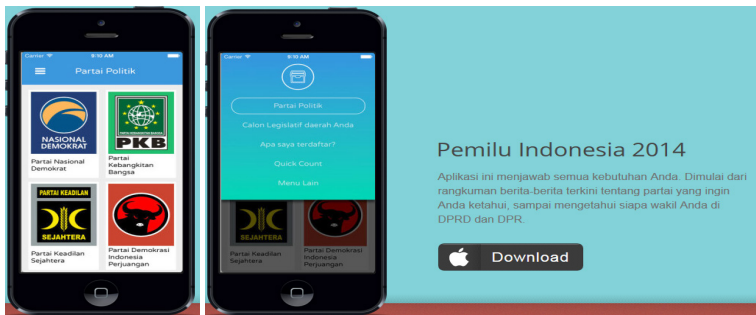 Carrier 9:10 AM
Partai Politik
NASIONAL
DEMOKRAT
Partai Nasional
Demokrat
PARTAI KEBANGKITAN BANGSA
PKB
Partai
Kebangkitan
Bangsa
PARTAI KEADILAN
SEJAHTERA
Partai Keadilan
Sejahtera
Partai Demokrasi
Indonesia
Perjuangan
Carrier 9:10 AM
Partai Politik
Calon Legislatif daerah Anda
Apa saya terdaftar?
Quick Count
Menu Lain
SEJAHTERA
Partai Keadilan
Sejahtera
Partai Demokrasi
Indonesia
Perjuangan
Pemilu Indonesia 2014
Aplikasi ini menjawab semua kebutuhan Anda. Dimulai dari
rangkuman berita-berita terkini tentang partai yang ingin
Anda ketahui, sampai mengetahui siapa wakil Anda di
DPRD dan DPR.
Download